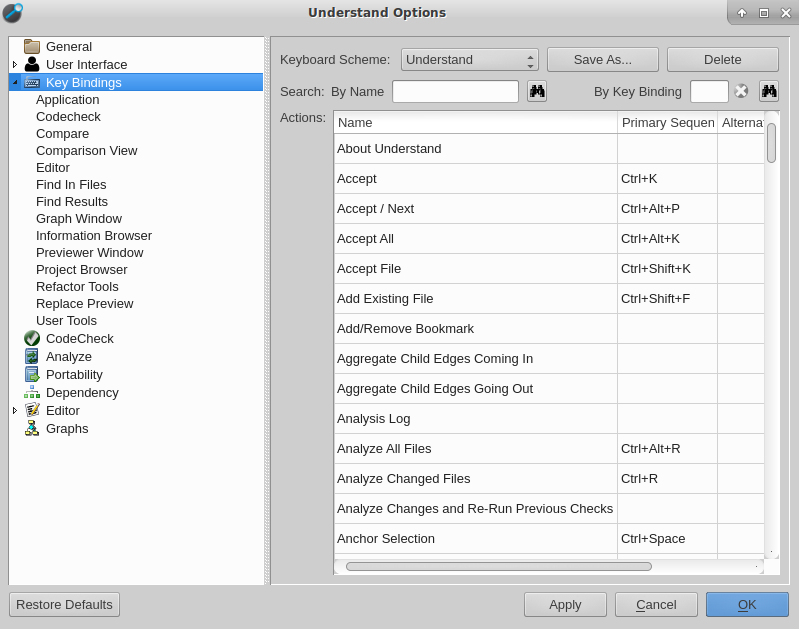 Understand Options
General
User Interface
Key Bindings
Application
Codecheck
Compare
Comparison View
Editor
Find In Files
Find Results
Graph Window
Information Browser
Previewer Window
Project Browser
Refactor Tools
Replace Preview
User Tools
CodeCheck
Analyze
Portability
Dependency
Editor
Graphs
Keyboard Scheme: Understand Save As... Delete
Search: By Name By Key Binding
Actions:
Name Primary Sequen Alterna
About Understand
Accept Ctrl+K
Accept / Next Ctrl+Alt+P
Accept All Ctrl+Alt+K
Accept File Ctrl+Shift+K
Add Existing File Ctrl+Shift+F
Add/Remove Bookmark
Aggregate Child Edges Coming In
Aggregate Child Edges Going Out
Analysis Log
Analyze All Files Ctrl+Alt+R
Analyze Changed Files Ctrl+R
Analyze Changes and Re-Run Previous Checks
Anchor Selection Ctrl+Space
Restore Defaults Apply Cancel OK